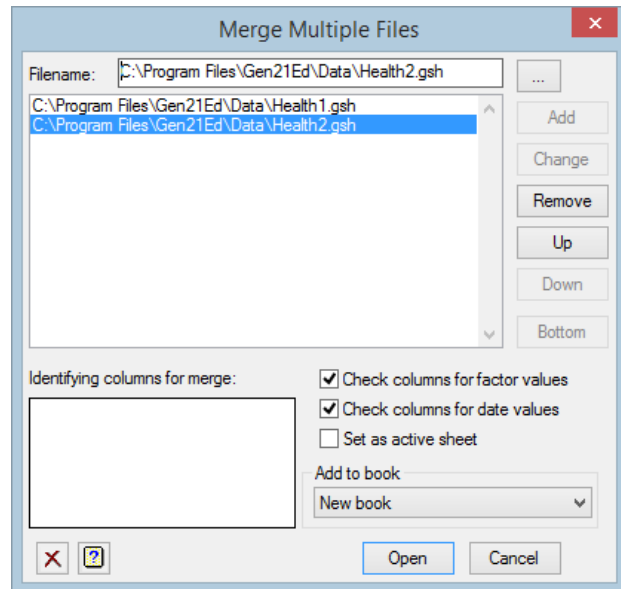 Merge Multiple Files
Filename: C:\Program Files\Gen21Ed\Data\Health2.gsh ...
C:\Program Files\Gen21Ed\Data\Health1.gsh
C:\Program Files\Gen21Ed\Data\Health2.gsh
Add
Change
Remove
Up
Down
Bottom
Identifying columns for merge:
Check columns for factor values
Check columns for date values
Set as active sheet
Add to book
New book
?
Open Cancel